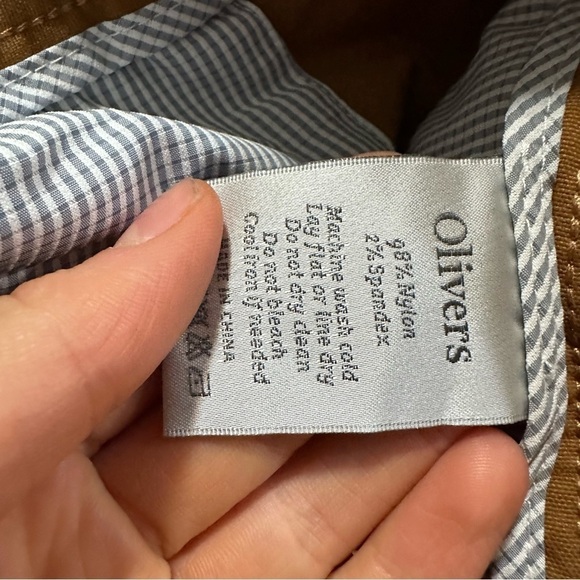 Olivers
98% Nylon
2% Spandex
Machine wash cold
Lay flat or line dry
Do not dry clean
Do not bleach
Cool iron if needed
IN CHINA